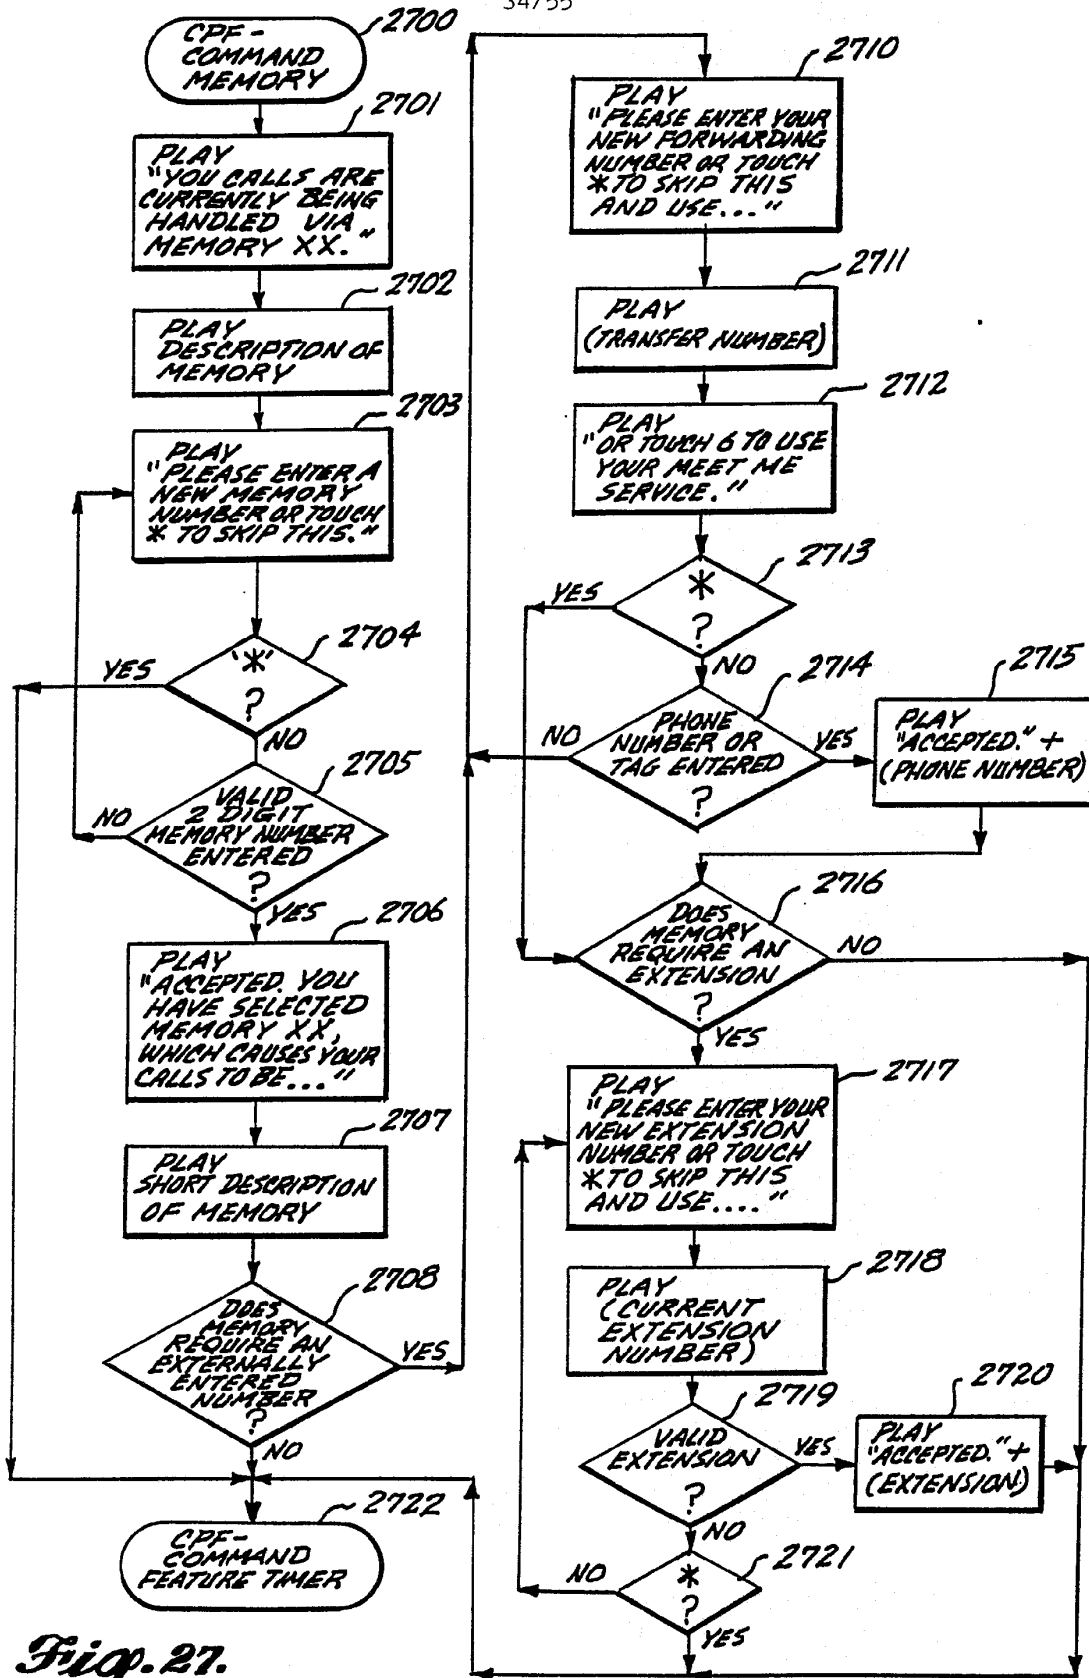 34/55
CPF-
COMMAND
MEMORY
2700
2701
PLAY
"YOU CALLS ARE
CURRENTLY BEING
HANDLED VIA
MEMORY XX."
2702
PLAY
DESCRIPTION OF
MEMORY
2703
PLAY
"PLEASE ENTER A
NEW MEMORY
NUMBER OR TOUCH
* TO SKIP THIS."
2704
'*'
?
YES
NO
2705
VALID
2 DIGIT
MEMORY NUMBER
ENTERED
?
NO
YES
2706
PLAY
"ACCEPTED. YOU
HAVE SELECTED
MEMORY XX,
WHICH CAUSES YOUR
CALLS TO BE..."
2707
PLAY
SHORT DESCRIPTION
OF MEMORY
2708
DOES
MEMORY
REQUIRE AN
EXTERNALLY
ENTERED
NUMBER
?
YES
NO
2722
CPF-
COMMAND
FEATURE TIMER
2710
PLAY
"PLEASE ENTER YOUR
NEW FORWARDING
NUMBER OR TOUCH
* TO SKIP THIS
AND USE..."
2711
PLAY
(TRANSFER NUMBER)
2712
PLAY
"OR TOUCH 6 TO USE
YOUR MEET ME
SERVICE."
2713
*
?
YES
NO
2714
PHONE
NUMBER OR
TAG ENTERED
?
NO
YES
2715
PLAY
"ACCEPTED." +
(PHONE NUMBER)
2716
DOES
MEMORY
REQUIRE AN
EXTENSION
?
NO
YES
2717
PLAY
"PLEASE ENTER YOUR
NEW EXTENSION
NUMBER OR TOUCH
* TO SKIP THIS
AND USE...."
2718
PLAY
(CURRENT
EXTENSION
NUMBER)
2719
VALID
EXTENSION
?
YES
NO
2720
PLAY
"ACCEPTED." +
(EXTENSION)
2721
*
?
NO
YES
Fig. 27.